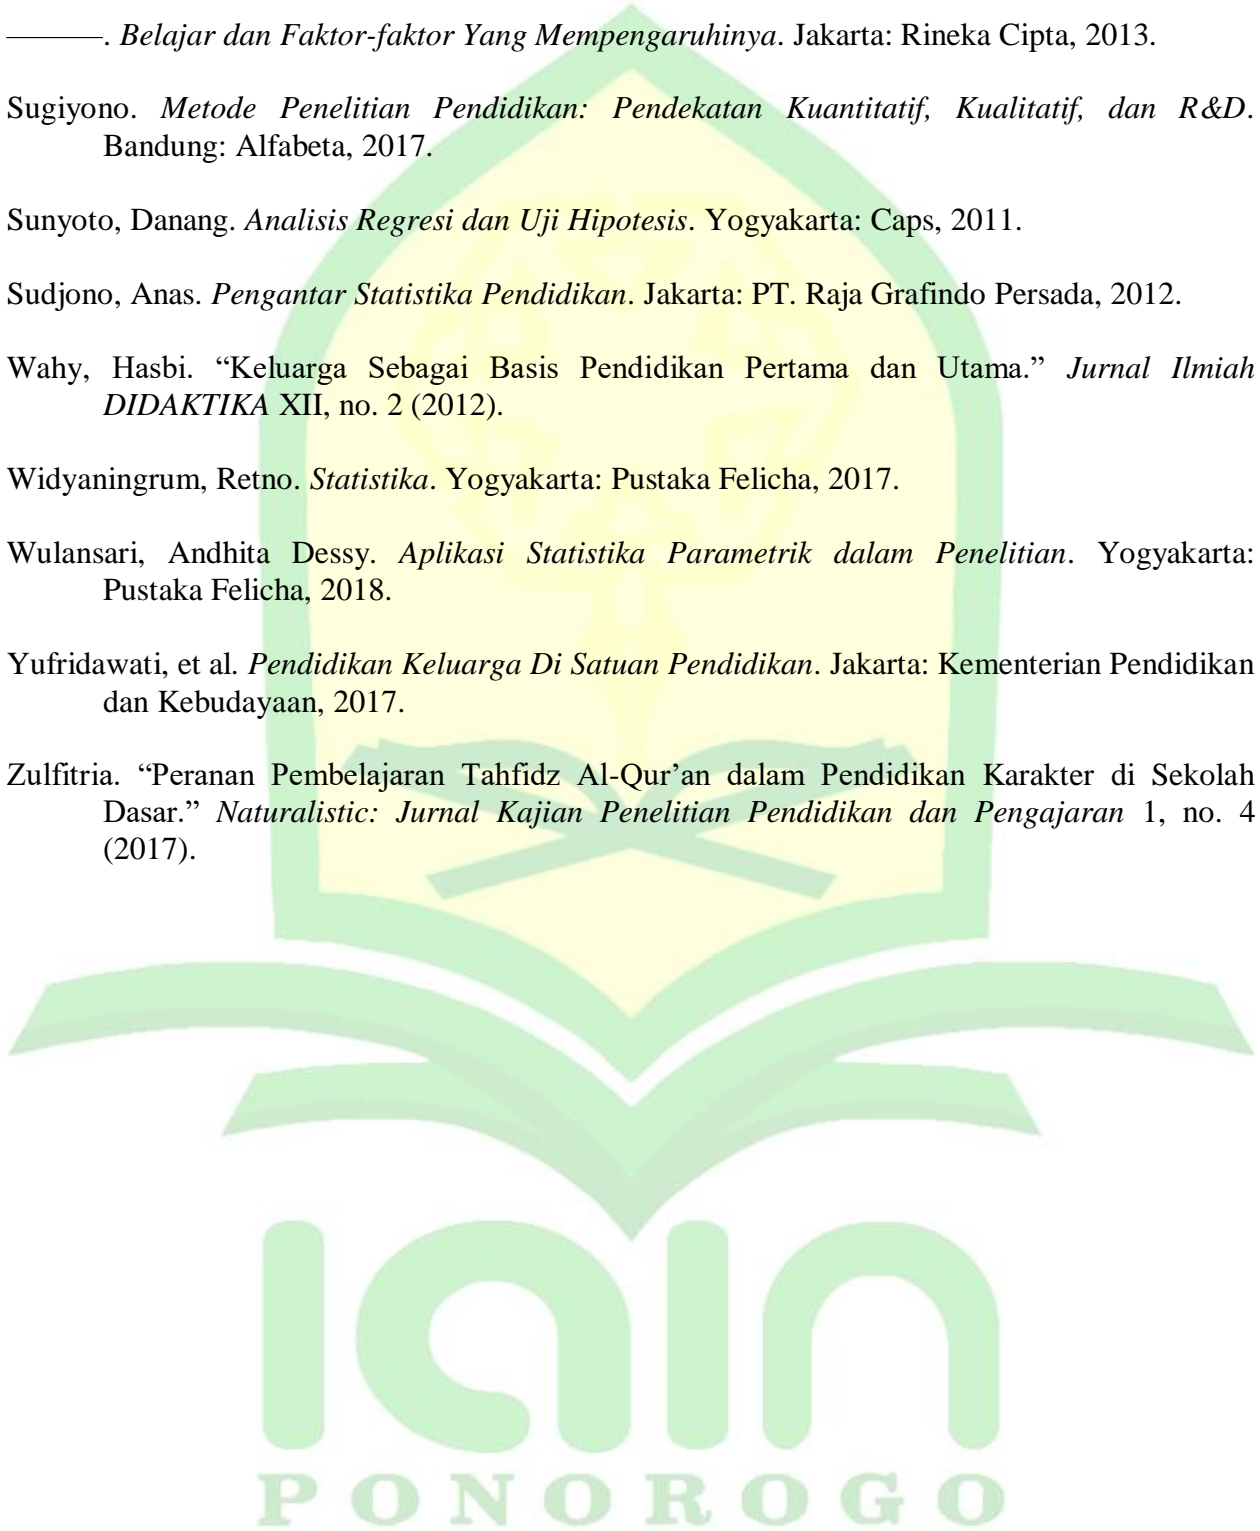 ———. Belajar dan Faktor-faktor Yang Mempengaruhinya. Jakarta: Rineka Cipta, 2013.
Sugiyono. Metode Penelitian Pendidikan: Pendekatan Kuantitatif, Kualitatif, dan R&D.
Bandung: Alfabeta, 2017.
Sunyoto, Danang. Analisis Regresi dan Uji Hipotesis. Yogyakarta: Caps, 2011.
Sudjono, Anas. Pengantar Statistika Pendidikan. Jakarta: PT. Raja Grafindo Persada, 2012.
Wahy, Hasbi. “Keluarga Sebagai Basis Pendidikan Pertama dan Utama.” Jurnal Ilmiah
DIDAKTIKA XII, no. 2 (2012).
Widyaningrum, Retno. Statistika. Yogyakarta: Pustaka Felicha, 2017.
Wulansari, Andhita Dessy. Aplikasi Statistika Parametrik dalam Penelitian. Yogyakarta:
Pustaka Felicha, 2018.
Yufridawati, et al. Pendidikan Keluarga Di Satuan Pendidikan. Jakarta: Kementerian Pendidikan
dan Kebudayaan, 2017.
Zulfitria. “Peranan Pembelajaran Tahfidz Al-Qur’an dalam Pendidikan Karakter di Sekolah
Dasar.” Naturalistic: Jurnal Kajian Penelitian Pendidikan dan Pengajaran 1, no. 4
(2017).
iain
PONOROGO